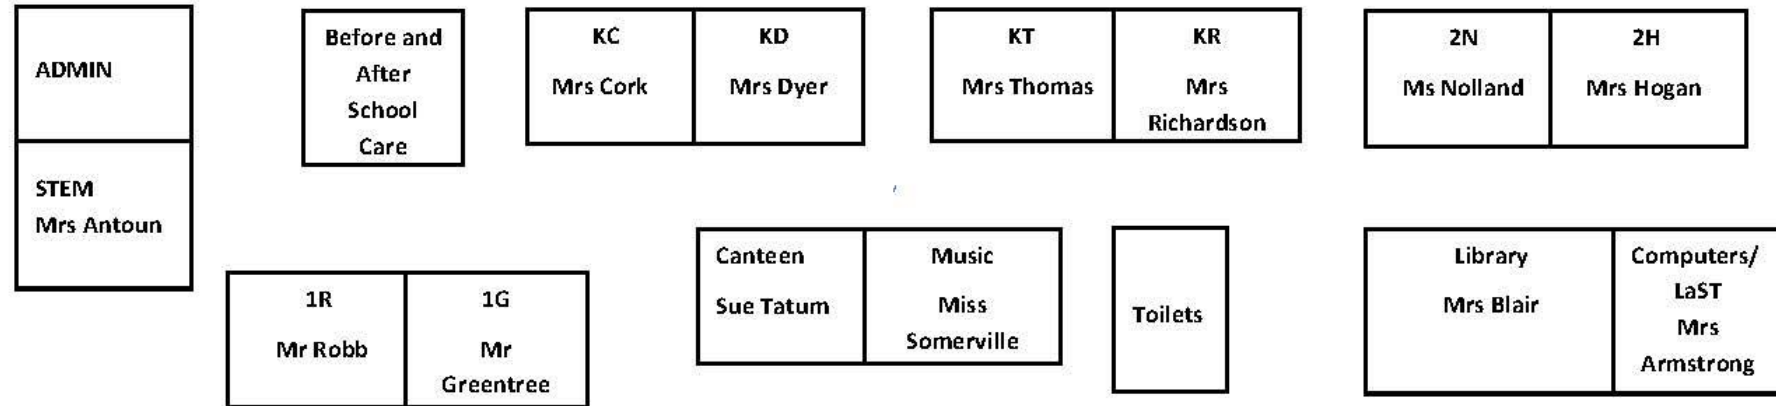 ADMIN
STEM
Mrs Antoun
Before and
After
School
Care
KC
Mrs Cork
KD
Mrs Dyer
KT
Mrs Thomas
KR
Mrs
Richardson
2N
Ms Nolland
2H
Mrs Hogan
1R
Mr Robb
1G
Mr
Greentree
Canteen
Sue Tatum
Music
Miss
Somerville
Toilets
Library
Mrs Blair
Computers/
LaST
Mrs
Armstrong